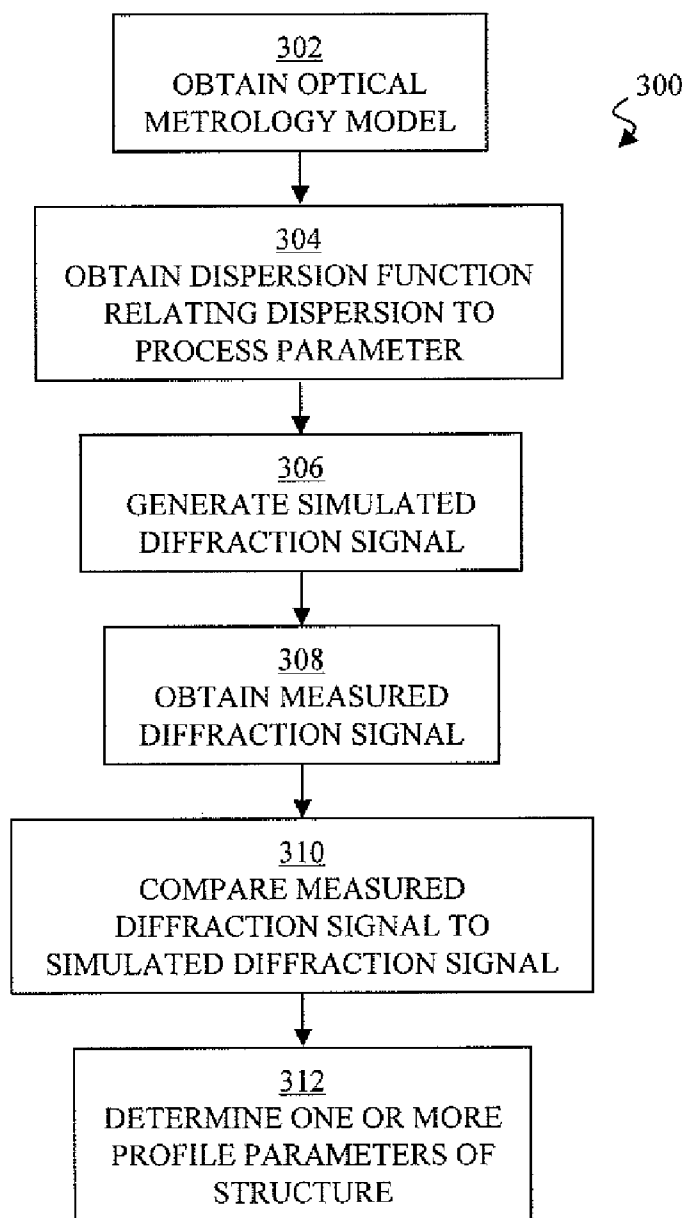 302
OBTAIN OPTICAL
METROLOGY MODEL
300
304
OBTAIN DISPERSION FUNCTION
RELATING DISPERSION TO
PROCESS PARAMETER
306
GENERATE SIMULATED
DIFFRACTION SIGNAL
308
OBTAIN MEASURED
DIFFRACTION SIGNAL
310
COMPARE MEASURED
DIFFRACTION SIGNAL TO
SIMULATED DIFFRACTION SIGNAL
312
DETERMINE ONE OR MORE
PROFILE PARAMETERS OF
STRUCTURE